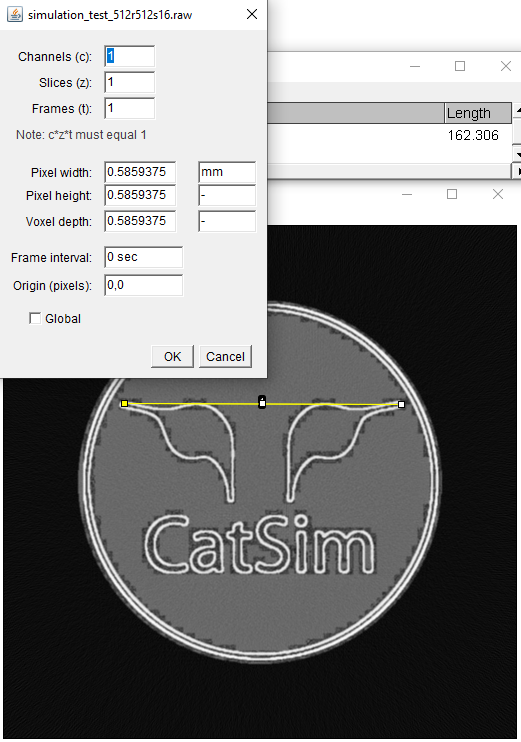 simulation_test_512r512s16.raw
Channels (c): 1
Slices (z): 1
Frames (t): 1
Note: c*z*t must equal 1
Pixel width: 0.5859375 mm
Pixel height: 0.5859375 -
Voxel depth: 0.5859375 -
Frame interval: 0 sec
Origin (pixels): 0,0
Global
OK Cancel
Length
162.306
CatSim